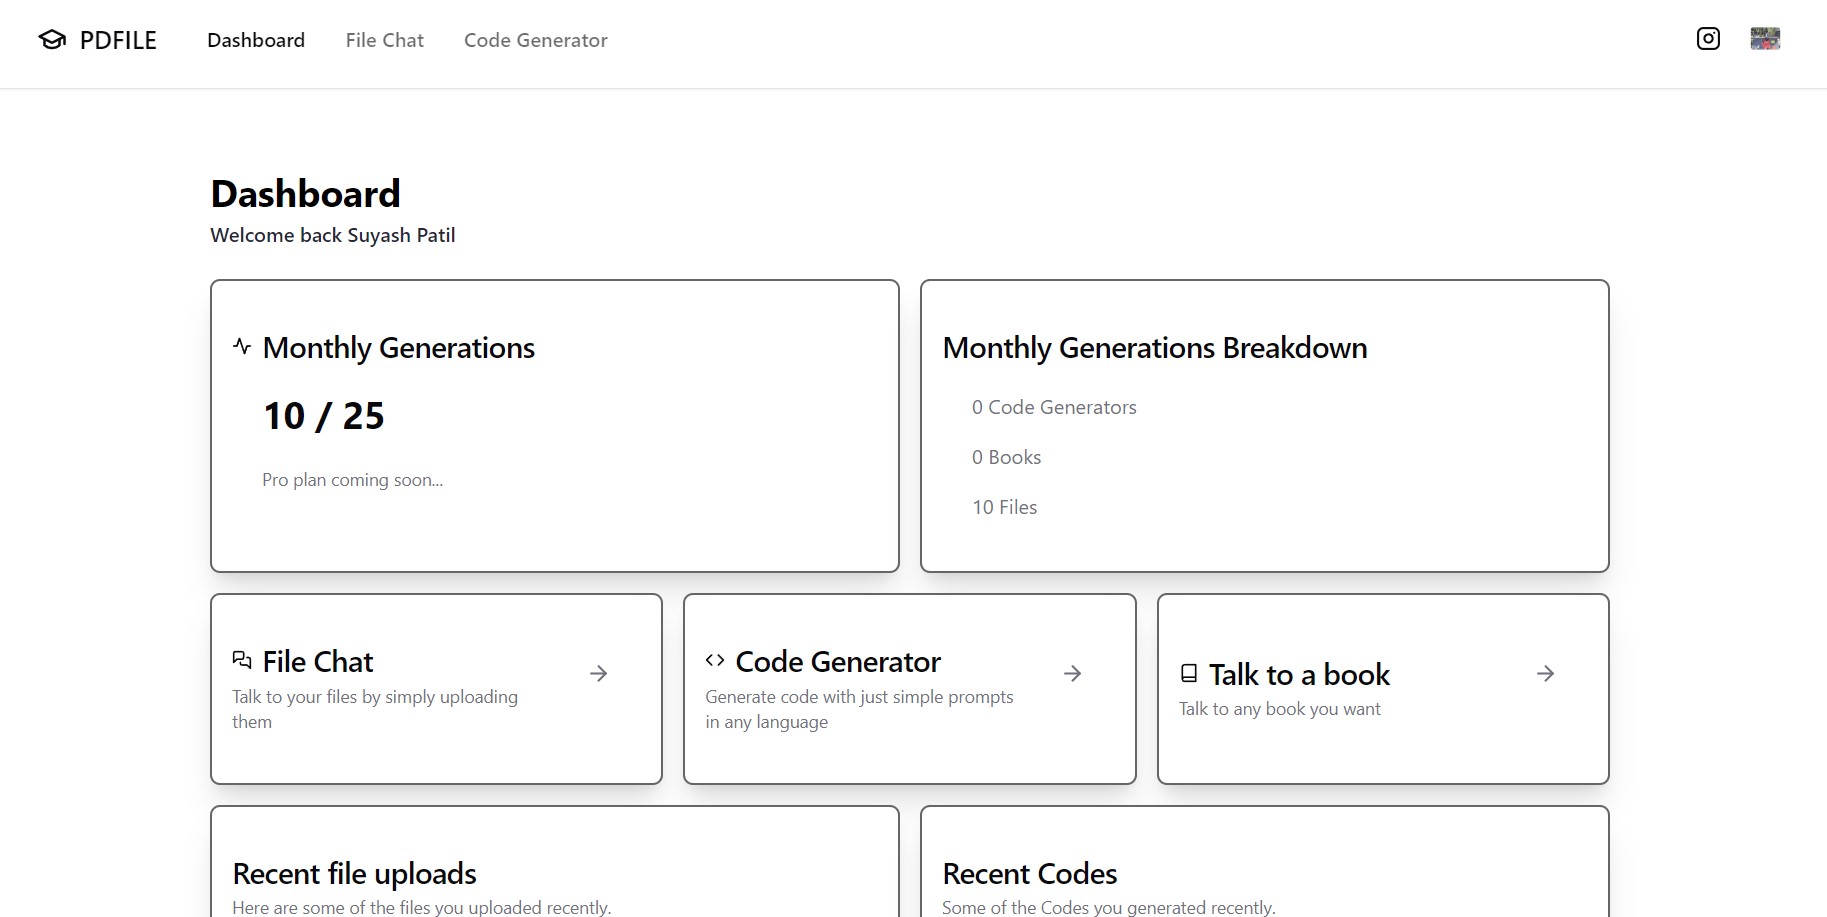 PDFILE
Dashboard
File Chat
Code Generator
Dashboard
Welcome back Suyash Patil
Monthly Generations
10 / 25
Pro plan coming soon...
Monthly Generations Breakdown
0 Code Generators
0 Books
10 Files
File Chat
Talk to your files by simply uploading
them
Code Generator
Generate code with just simple prompts
in any language
Talk to a book
Talk to any book you want
Recent file uploads
Here are some of the files you uploaded recently.
Recent Codes
Some of the Codes you generated recently.